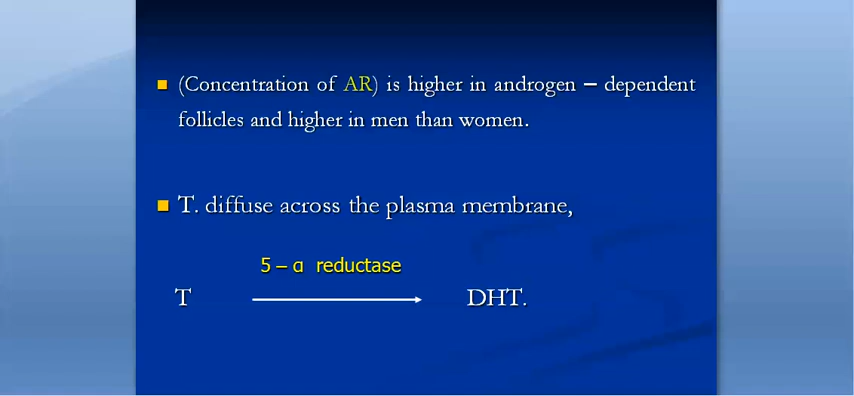 (Concentration of AR) is higher in androgen – dependent
follicles and higher in men than women.
T. diffuse across the plasma membrane,
5 – α reductase
T DHT.